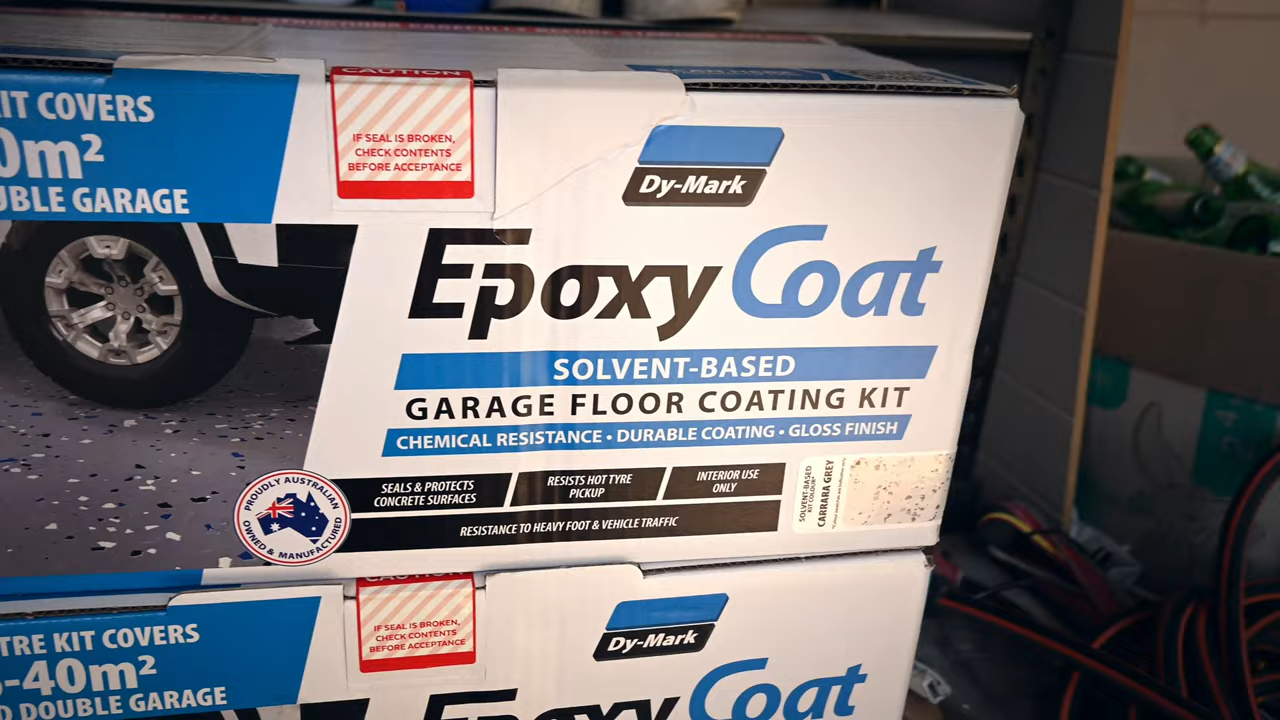 KIT COVERS
0m²
DOUBLE GARAGE
CAUTION
IF SEAL IS BROKEN,
CHECK CONTENTS
BEFORE ACCEPTANCE
Dy-Mark
Epoxy Coat
SOLVENT-BASED
GARAGE FLOOR COATING KIT
CHEMICAL RESISTANCE • DURABLE COATING • GLOSS FINISH
SEALS & PROTECTS
CONCRETE SURFACES
RESISTS HOT TYRE
PICKUP
INTERIOR USE
ONLY
RESISTANCE TO HEAVY FOOT & VEHICLE TRAFFIC
PROUDLY AUSTRALIAN
OWNED & MANUFACTURED
SOLVENT-BASED
KIT COLOUR*
CARRARA GREY
TRE KIT COVERS
-40m²
DOUBLE GARAGE
CAUTION
IF SEAL IS BROKEN,
CHECK CONTENTS
BEFORE ACCEPTANCE
Dy-Mark
Epoxy Coat